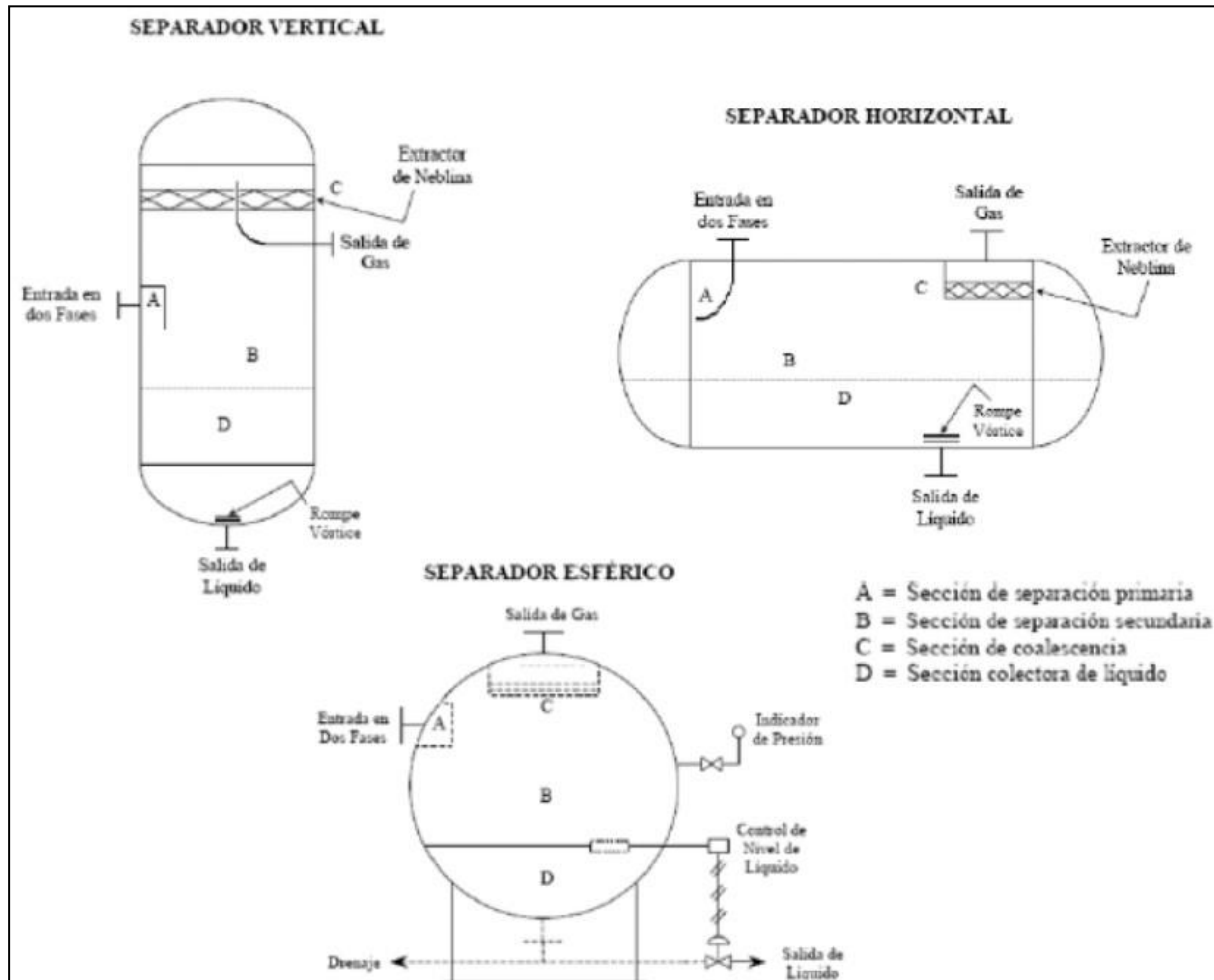 SEPARADOR VERTICAL
Extractor
de Neblina
C
Salida de
Gas
Entrada en
dos Fases
A
B
D
Rompe
Vórtice
Salida de
Líquido
SEPARADOR HORIZONTAL
Entrada en
dos Fases
Salida de
Gas
Extractor de
Neblina
A
C
B
D
Rompe
Vórtice
Salida de
Líquido
SEPARADOR ESFÉRICO
Salida de Gas
C
Entrada en
Dos Fases
A
Indicador
de Presión
B
Control de
Nivel de
Líquido
D
Drenaje
Salida de
Líquido
A = Sección de separación primaria
B = Sección de separación secundaria
C = Sección de coalescencia
D = Sección colectora de líquido